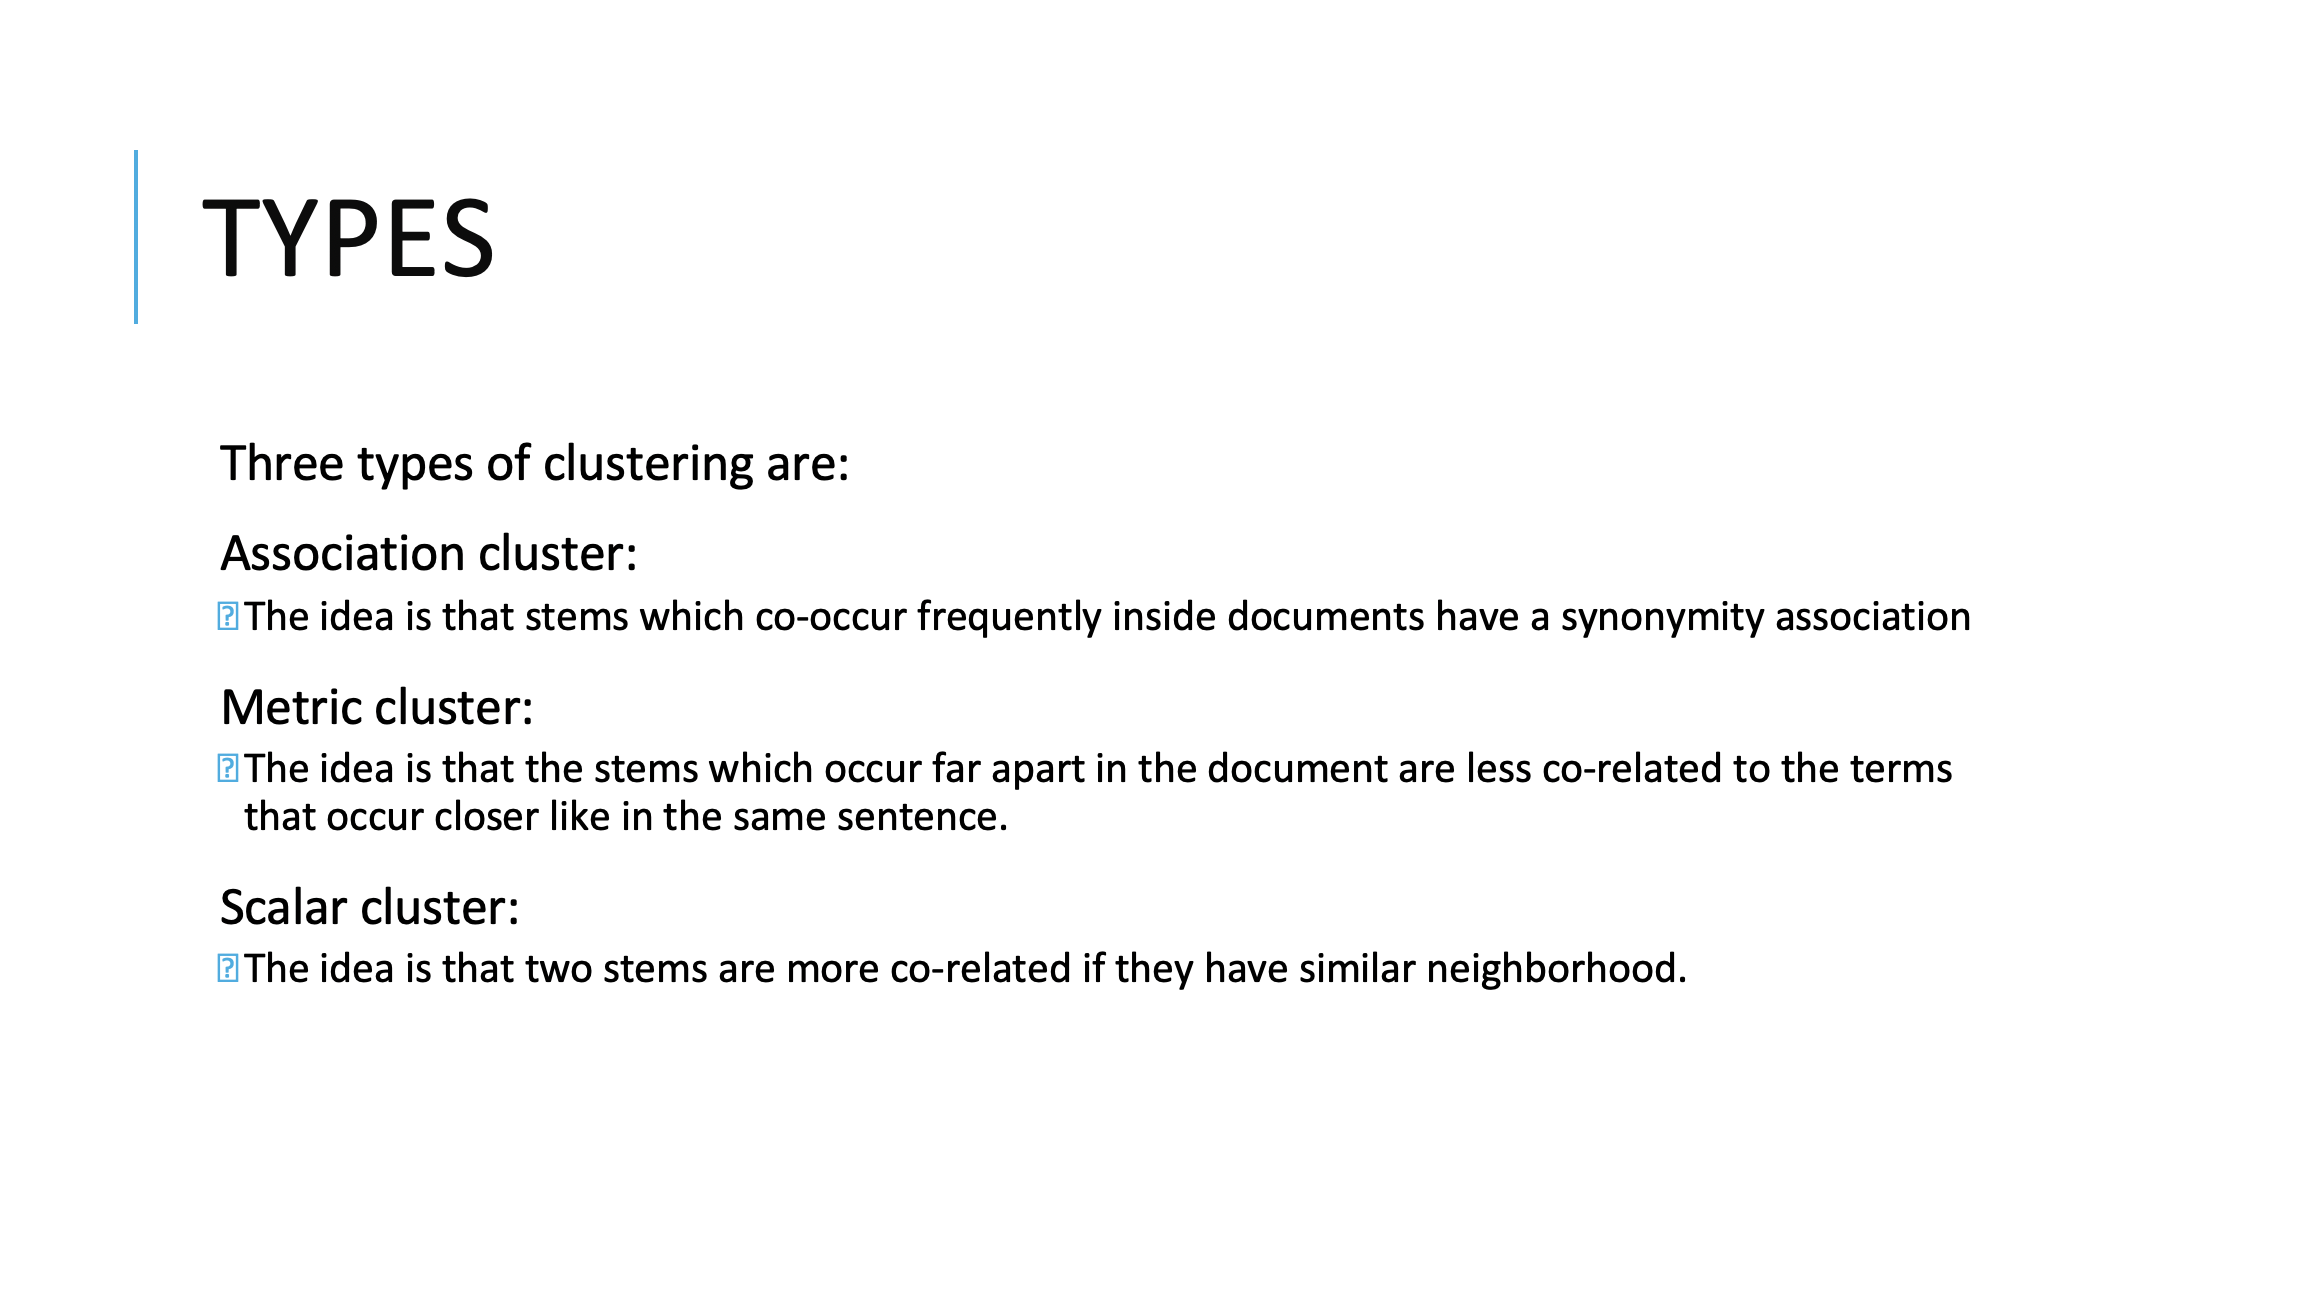 TYPES
Three types of clustering are:
Association cluster:
The idea is that stems which co-occur frequently inside documents have a synonymity association
Metric cluster:
The idea is that the stems which occur far apart in the document are less co-related to the terms
that occur closer like in the same sentence.
Scalar cluster:
The idea is that two stems are more co-related if they have similar neighborhood.